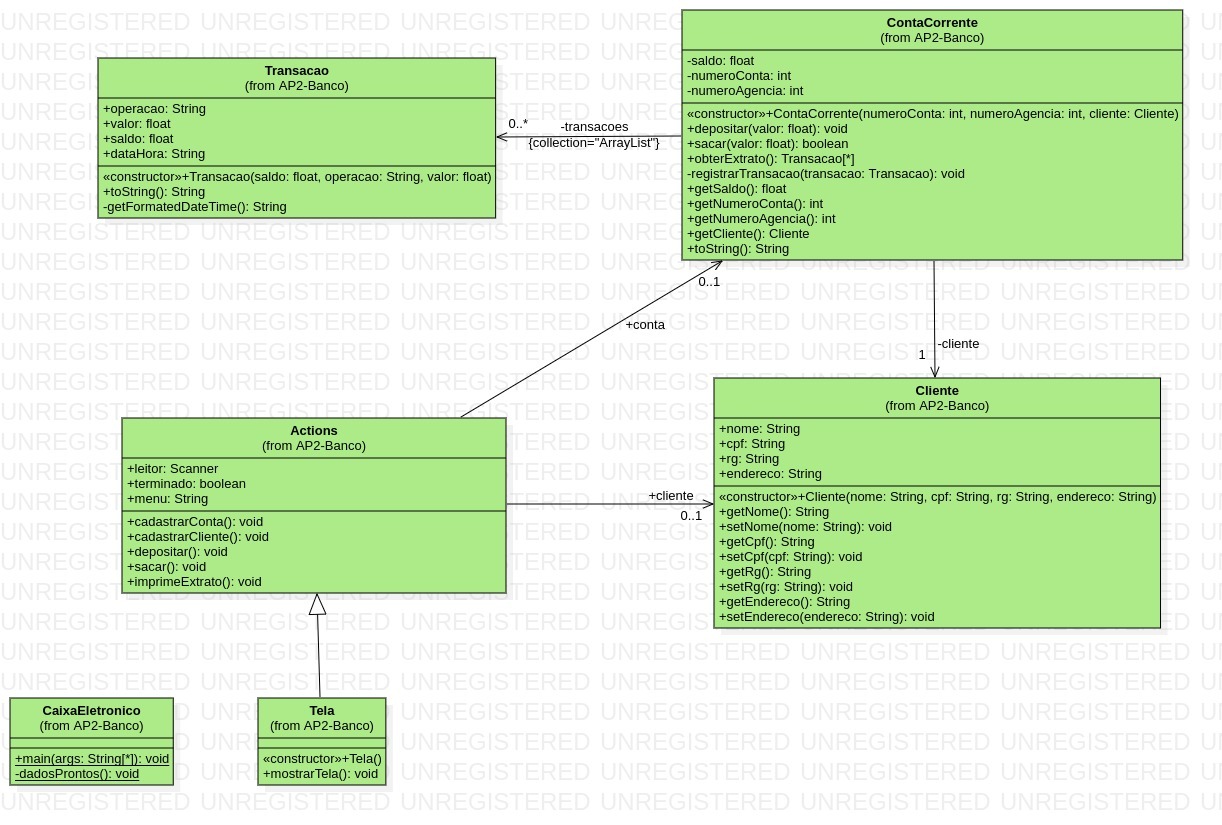 ContaCorrente
(from AP2-Banco)
-saldo: float
-numeroConta: int
-numeroAgencia: int
«constructor»+ContaCorrente(numeroConta: int, numeroAgencia: int, cliente: Cliente)
+depositar(valor: float): void
+sacar(valor: float): boolean
+obterExtrato(): Transacao[*]
-registrarTransacao(transacao: Transacao): void
+getSaldo(): float
+getNumeroConta(): int
+getNumeroAgencia(): int
+getCliente(): Cliente
+toString(): String
Transacao
(from AP2-Banco)
+operacao: String
+valor: float
+saldo: float
+dataHora: String
«constructor»+Transacao(saldo: float, operacao: String, valor: float)
+toString(): String
-getFormatedDateTime(): String
0..*
-transacoes
{collection="ArrayList"}
0..1
+conta
-cliente
1
Cliente
(from AP2-Banco)
+nome: String
+cpf: String
+rg: String
+endereco: String
«constructor»+Cliente(nome: String, cpf: String, rg: String, endereco: String)
+getNome(): String
+setNome(nome: String): void
+getCpf(): String
+setCpf(cpf: String): void
+getRg(): String
+setRg(rg: String): void
+getEndereco(): String
+setEndereco(endereco: String): void
Actions
(from AP2-Banco)
+leitor: Scanner
+terminado: boolean
+menu: String
+cadastrarConta(): void
+cadastrarCliente(): void
+depositar(): void
+sacar(): void
+imprimeExtrato(): void
+cliente
0..1
CaixaEletronico
(from AP2-Banco)
+main(args: String[*]): void
-dadosProntos(): void
Tela
(from AP2-Banco)
«constructor»+Tela()
+mostrarTela(): void
UNREGISTERED